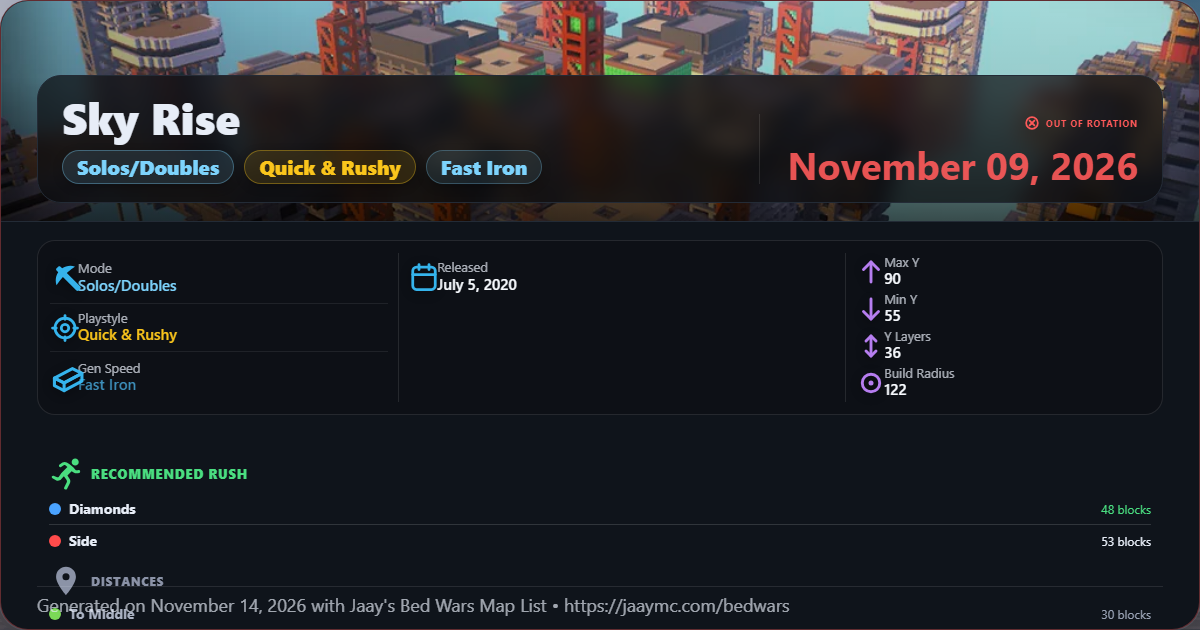 Sky Rise
Solos/Doubles
Quick & Rushy
Fast Iron
OUT OF ROTATION
November 09, 2026
Mode
Solos/Doubles
Playstyle
Quick & Rushy
Gen Speed
Fast Iron
Released
July 5, 2020
Max Y
90
Min Y
55
Y Layers
36
Build Radius
122
RECOMMENDED RUSH
Diamonds 48 blocks
Side 53 blocks
DISTANCES
Generated on November 14, 2026 with Jaay's Bed Wars Map List • https://jaaymc.com/bedwars
To Middle 30 blocks